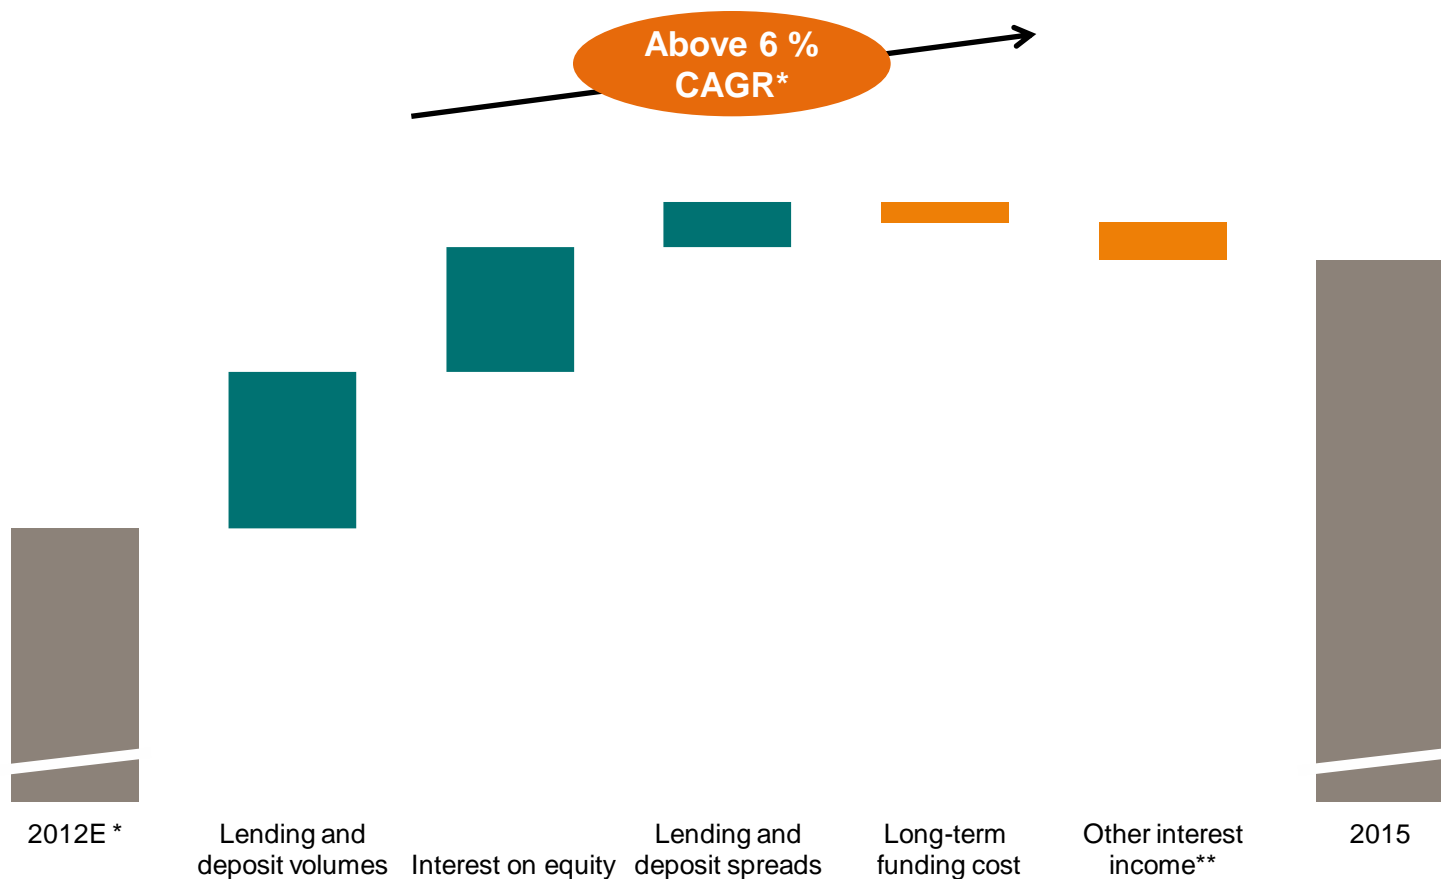 Above 6 %
CAGR*
2012E *
Lending and
deposit volumes
Interest on equity
Lending and
deposit spreads
Long-term
funding cost
Other interest
income**
2015